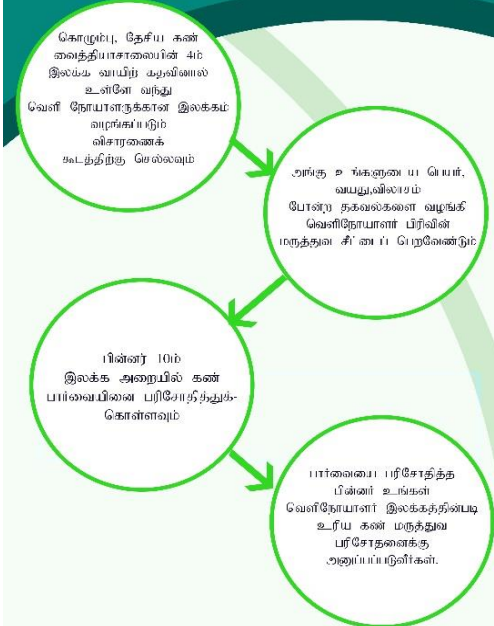 கொழும்பு, தேசிய கண்
வைத்தியசாலையின் 4ம்
இலக்க வாயிற் கதவினால்
உள்ளே வந்து
வெளி நோயாளருக்கான இலக்கம்
வழங்கப்படும்
விசாரணைக்
கூடத்திற்கு செல்லவும்
அங்கு உங்களுடைய பெயர்,
வயது,விலாசம்
போன்ற தகவல்களை வழங்கி
வெளிநோயாளர் பிரிவின்
மருத்துவ சீட்டைப் பெறவேண்டும்
பின்னர் 10ம்
இலக்க அறையில் கண்
பார்வையினை பரிசோதித்துக்-
கொள்ளவும்
பார்வையை பரிசோதித்த
பின்னர் உங்கள்
வெளிநோயாளர் இலக்கத்தின்படி
உரிய கண் மருத்துவ
பரிசோதனைக்கு
அனுப்பப்படுவீர்கள்.